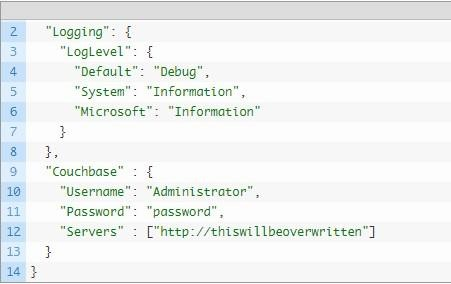 2 "Logging": {
3 "LogLevel": {
4 "Default": "Debug",
5 "System": "Information",
6 "Microsoft": "Information"
7 }
8 },
9 "Couchbase" : {
10 "Username": "Administrator",
11 "Password": "password",
12 "Servers" : ["http://thiswillbeoverwritten"]
13 }
14 }